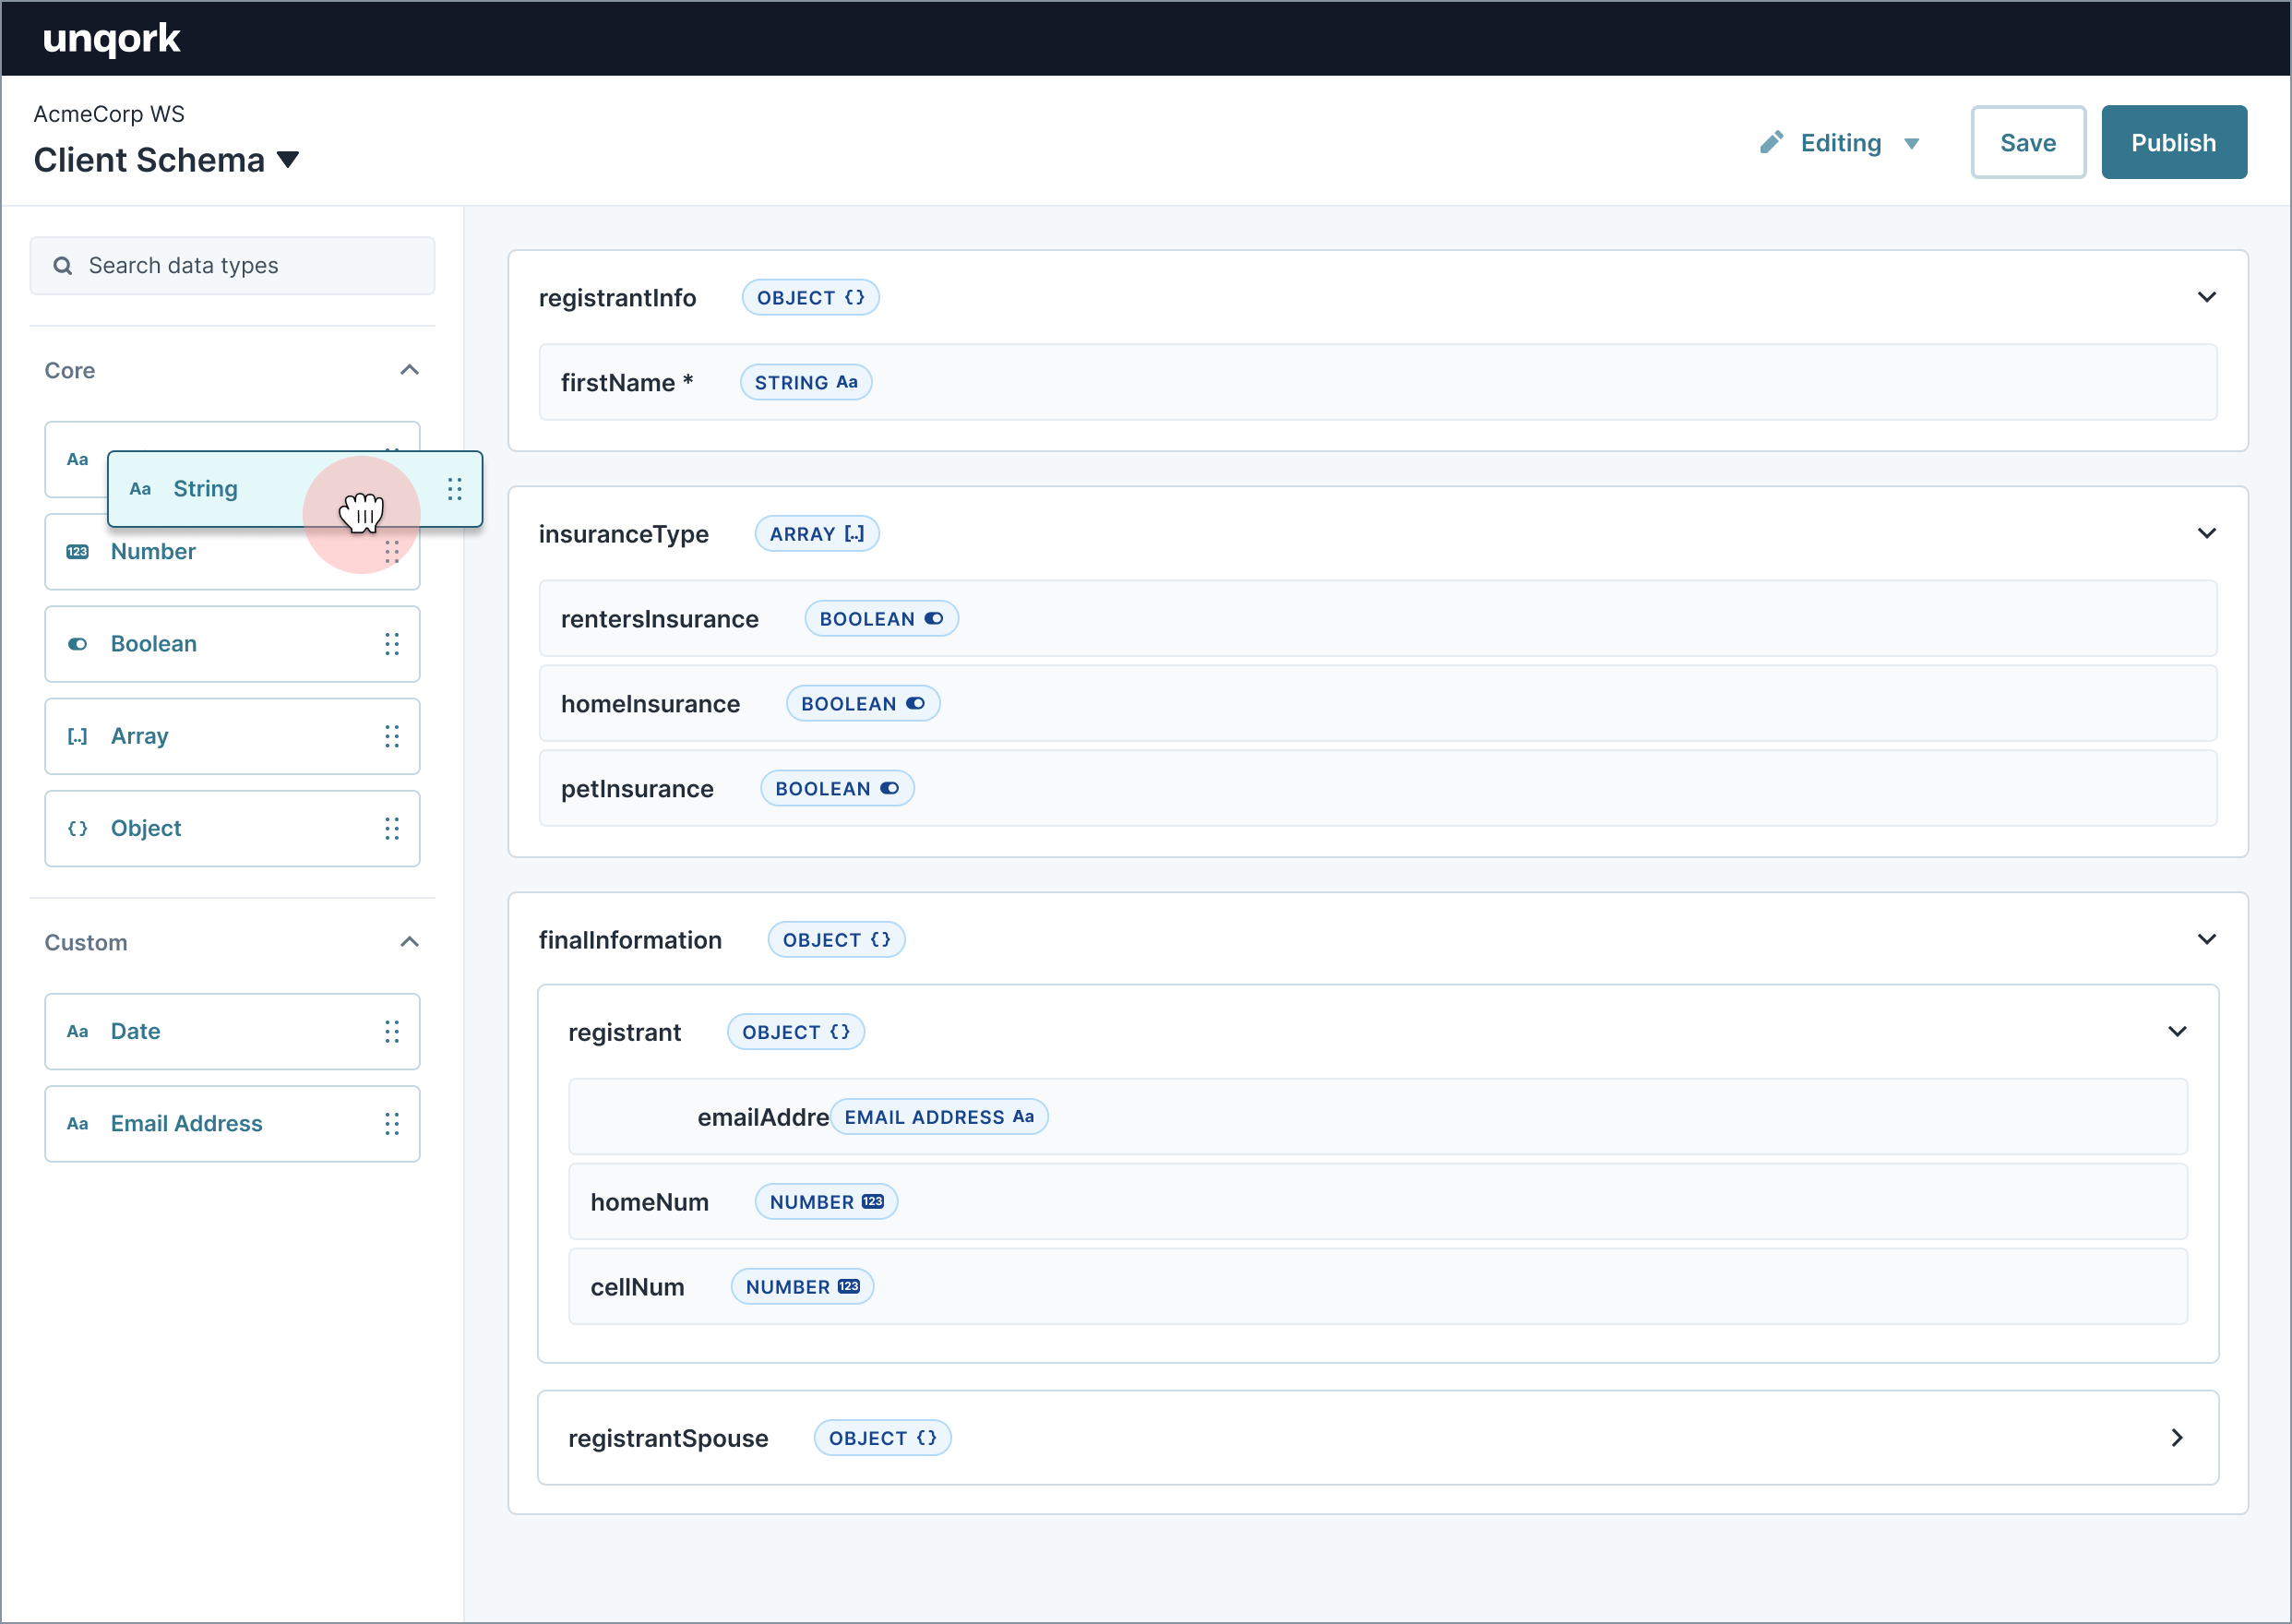 unqork
AcmeCorp WS
Client Schema
Editing
Save
Publish
Search data types
Core
Aa
Aa String
123 Number
Boolean
[..] Array
{} Object
Custom
Aa Date
Aa Email Address
registrantInfo OBJECT {}
firstName * STRING Aa
insuranceType ARRAY [..]
rentersInsurance BOOLEAN
homeInsurance BOOLEAN
petInsurance BOOLEAN
finalInformation OBJECT {}
registrant OBJECT {}
emailAddre EMAIL ADDRESS Aa
homeNum NUMBER 123
cellNum NUMBER 123
registrantSpouse OBJECT {}